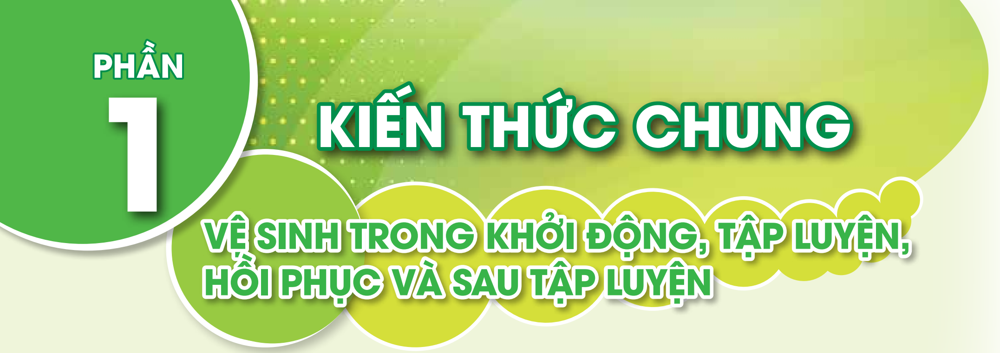 PHẦN
1
KIẾN THỨC CHUNG
VỆ SINH TRONG KHỞI ĐỘNG, TẬP LUYỆN,
HỒI PHỤC VÀ SAU TẬP LUYỆN